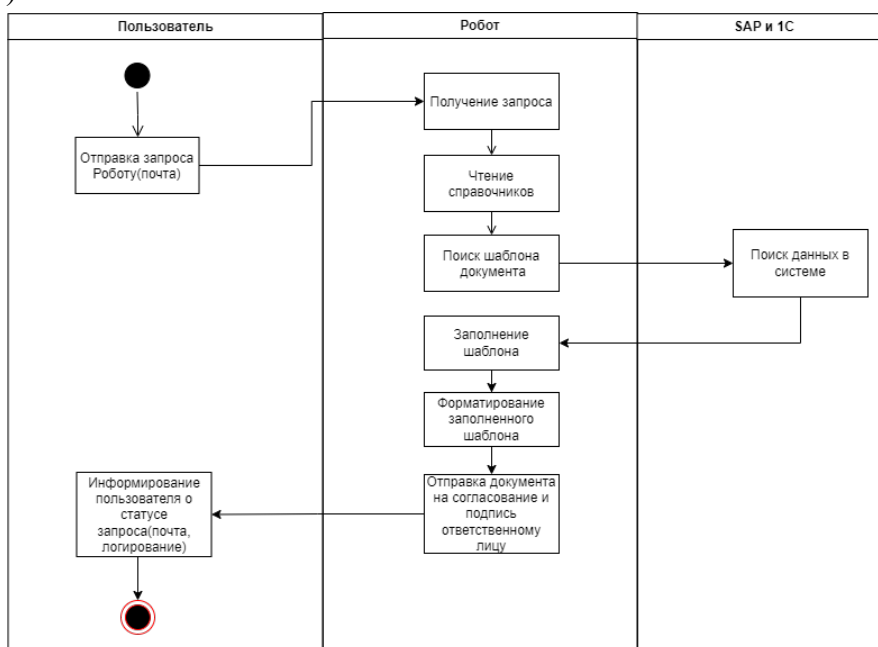 )
Пользователь
Робот
SAP и 1С
Получение запроса
Отправка запроса
Роботу(почта)
Чтение
справочников
Поиск шаблона
документа
Поиск данных в
системе
Заполнение
шаблона
Форматирование
заполненного
шаблона
Информирование
пользователя о
статусе
запроса(почта,
логирование)
Отправка документа
на согласование и
подпись
ответственному
лицу